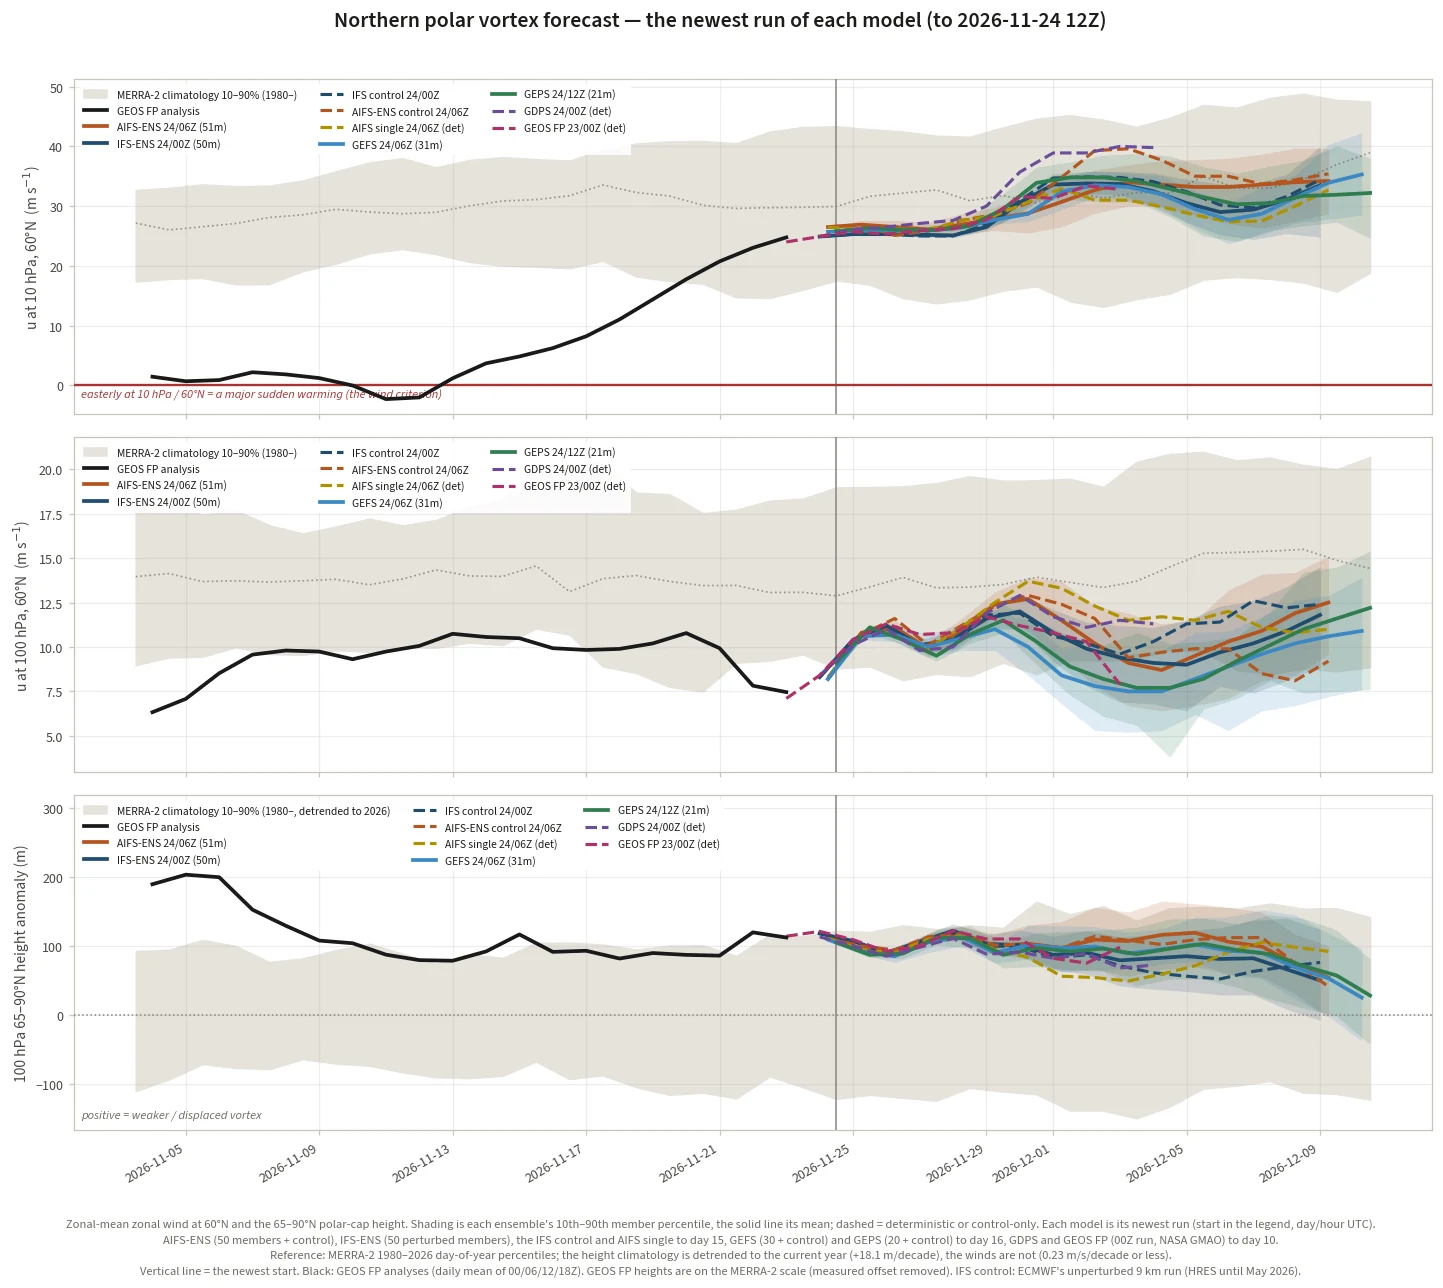 Northern polar vortex forecast — the newest run of each model (to 2026-11-24 12Z)
MERRA-2 climatology 10–90% (1980–)
GEOS FP analysis
AIFS-ENS 24/06Z (51m)
IFS-ENS 24/00Z (50m)
IFS control 24/00Z
AIFS-ENS control 24/06Z
AIFS single 24/06Z (det)
GEFS 24/06Z (31m)
GEPS 24/12Z (21m)
GDPS 24/00Z (det)
GEOS FP 23/00Z (det)
u at 10 hPa, 60°N (m s⁻¹)
50
40
30
20
10
0
easterly at 10 hPa / 60°N = a major sudden warming (the wind criterion)
MERRA-2 climatology 10–90% (1980–)
GEOS FP analysis
AIFS-ENS 24/06Z (51m)
IFS-ENS 24/00Z (50m)
IFS control 24/00Z
AIFS-ENS control 24/06Z
AIFS single 24/06Z (det)
GEFS 24/06Z (31m)
GEPS 24/12Z (21m)
GDPS 24/00Z (det)
GEOS FP 23/00Z (det)
u at 100 hPa, 60°N (m s⁻¹)
20.0
17.5
15.0
12.5
10.0
7.5
5.0
MERRA-2 climatology 10–90% (1980–, detrended to 2026)
GEOS FP analysis
AIFS-ENS 24/06Z (51m)
IFS-ENS 24/00Z (50m)
IFS control 24/00Z
AIFS-ENS control 24/06Z
AIFS single 24/06Z (det)
GEFS 24/06Z (31m)
GEPS 24/12Z (21m)
GDPS 24/00Z (det)
GEOS FP 23/00Z (det)
100 hPa 65–90°N height anomaly (m)
300
200
100
0
−100
positive = weaker / displaced vortex
2026-11-05
2026-11-09
2026-11-13
2026-11-17
2026-11-21
2026-11-25
2026-11-29
2026-12-01
2026-12-05
2026-12-09
Zonal-mean zonal wind at 60°N and the 65–90°N polar-cap height. Shading is each ensemble's 10th–90th member percentile, the solid line its mean; dashed = deterministic or control-only. Each model is its newest run (start in the legend, day/hour UTC).
AIFS-ENS (50 members + control), IFS-ENS (50 perturbed members), the IFS control and AIFS single to day 15, GEFS (30 + control) and GEPS (20 + control) to day 16, GDPS and GEOS FP (00Z run, NASA GMAO) to day 10.
Reference: MERRA-2 1980–2026 day-of-year percentiles; the height climatology is detrended to the current year (+18.1 m/decade), the winds are not (0.23 m/s/decade or less).
Vertical line = the newest start. Black: GEOS FP analyses (daily mean of 00/06/12/18Z). GEOS FP heights are on the MERRA-2 scale (measured offset removed). IFS control: ECMWF's unperturbed 9 km run (HRES until May 2026).